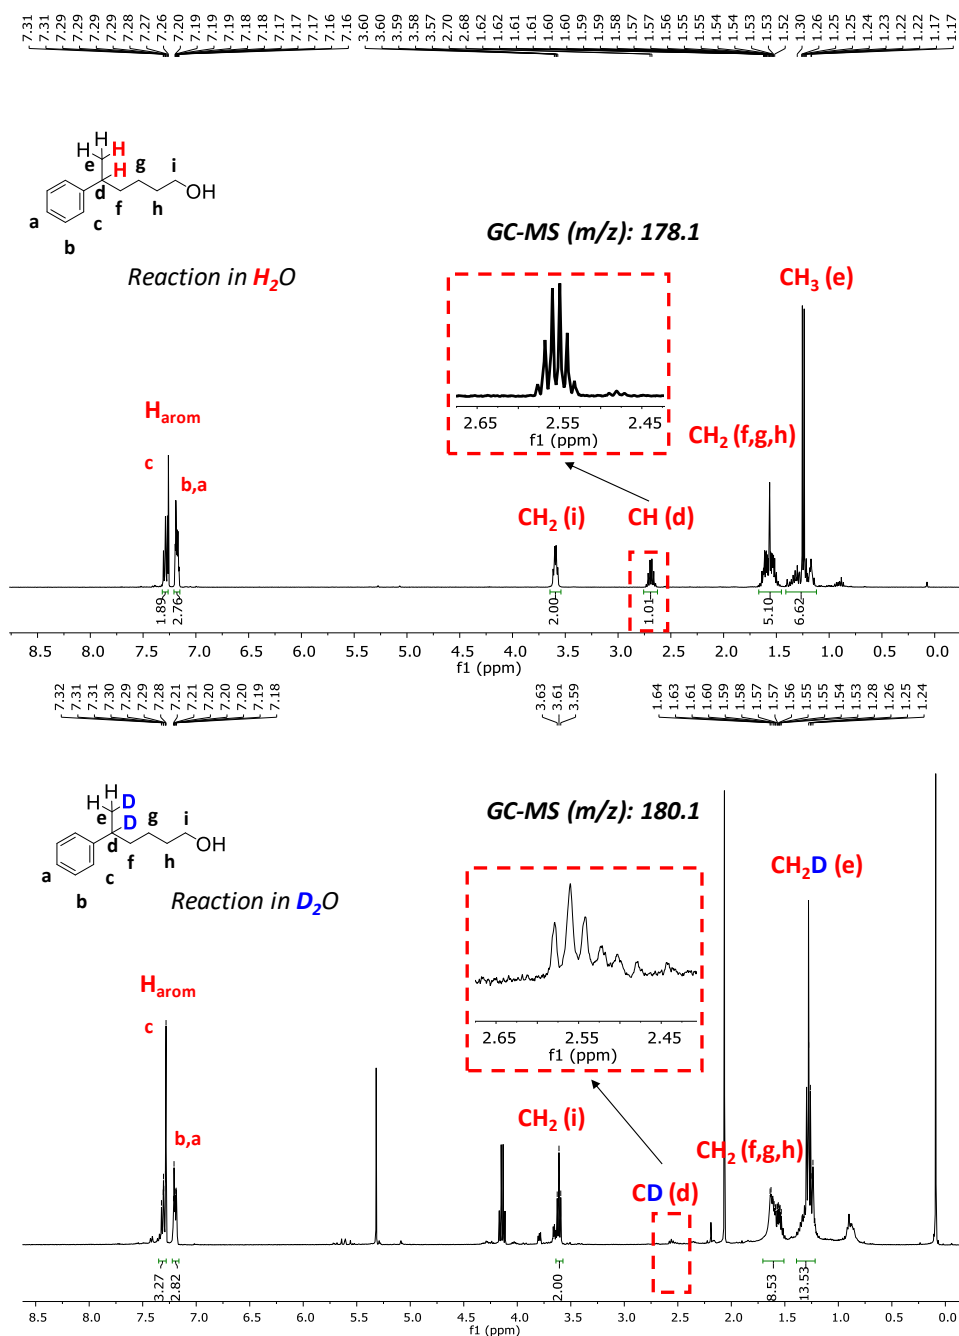 7.31 7.31 7.29 7.29 7.29 7.28 7.27 7.26 7.20 7.19 7.19 7.18 7.18 7.17 7.17 7.17 7.16 7.16 3.60 3.60 3.59 3.58 3.57 2.70 2.68 1.62 1.62 1.61 1.61 1.60 1.60 1.59 1.59 1.58 1.57 1.57 1.56 1.55 1.55 1.54 1.54 1.53 1.53 1.52 1.30 1.26 1.25 1.25 1.24 1.23 1.22 1.22 1.17 1.17
H
H H
e H g i
d OH
a c f h
b
GC-MS (m/z): 178.1
Reaction in H2O
CH3 (e)
2.65 2.55 2.45
f1 (ppm)
Harom
CH2 (f,g,h)
c
b,a
CH2 (i) CH (d)
1.89 2.76 2.00 1.01 5.10 6.62
8.5 8.0 7.5 7.0 6.5 6.0 5.5 5.0 4.5 4.0 3.5 3.0 2.5 2.0 1.5 1.0 0.5 0.0
f1 (ppm)
7.32 7.31 7.31 7.30 7.29 7.29 7.28 7.21 7.21 7.20 7.20 7.20 7.19 7.18 3.63 3.61 3.59 1.64 1.63 1.61 1.60 1.59 1.58 1.57 1.57 1.56 1.55 1.55 1.54 1.53 1.28 1.26 1.25 1.24
H D
e D g i
d OH
a c f h
b
GC-MS (m/z): 180.1
Reaction in D2O
CH2D (e)
2.65 2.55 2.45
f1 (ppm)
Harom
c
CH2 (i)
b,a
CH2 (f,g,h)
CD (d)
3.27 2.82 2.00 8.53 13.53
8.5 8.0 7.5 7.0 6.5 6.0 5.5 5.0 4.5 4.0 3.5 3.0 2.5 2.0 1.5 1.0 0.5 0.0
f1 (ppm)